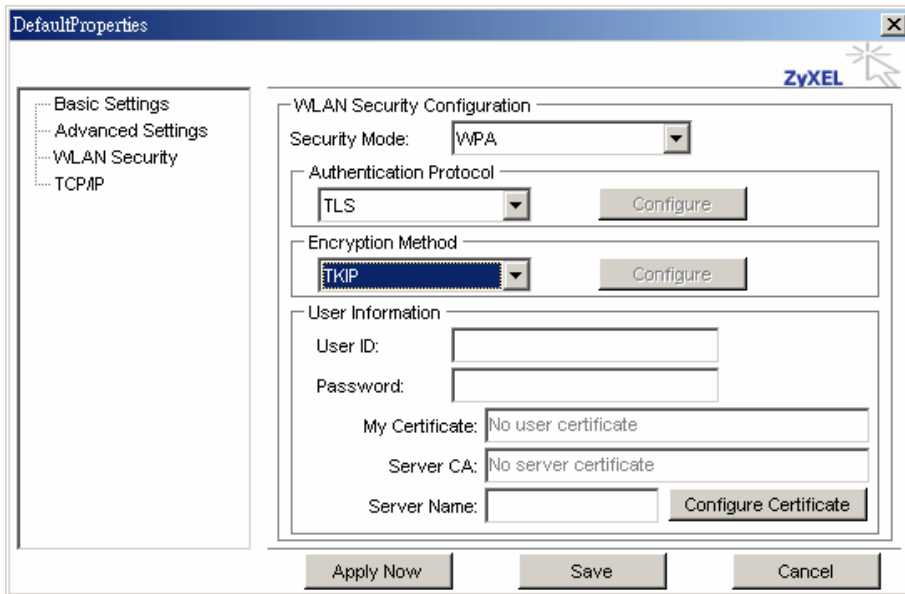 DefaultProperties
ZyXEL
Basic Settings
Advanced Settings
WLAN Security
TCP/IP
WLAN Security Configuration
Security Mode: WPA
Authentication Protocol
TLS Configure
Encryption Method
TKIP Configure
User Information
User ID:
Password:
My Certificate: No user certificate
Server CA: No server certificate
Server Name: Configure Certificate
Apply Now Save Cancel